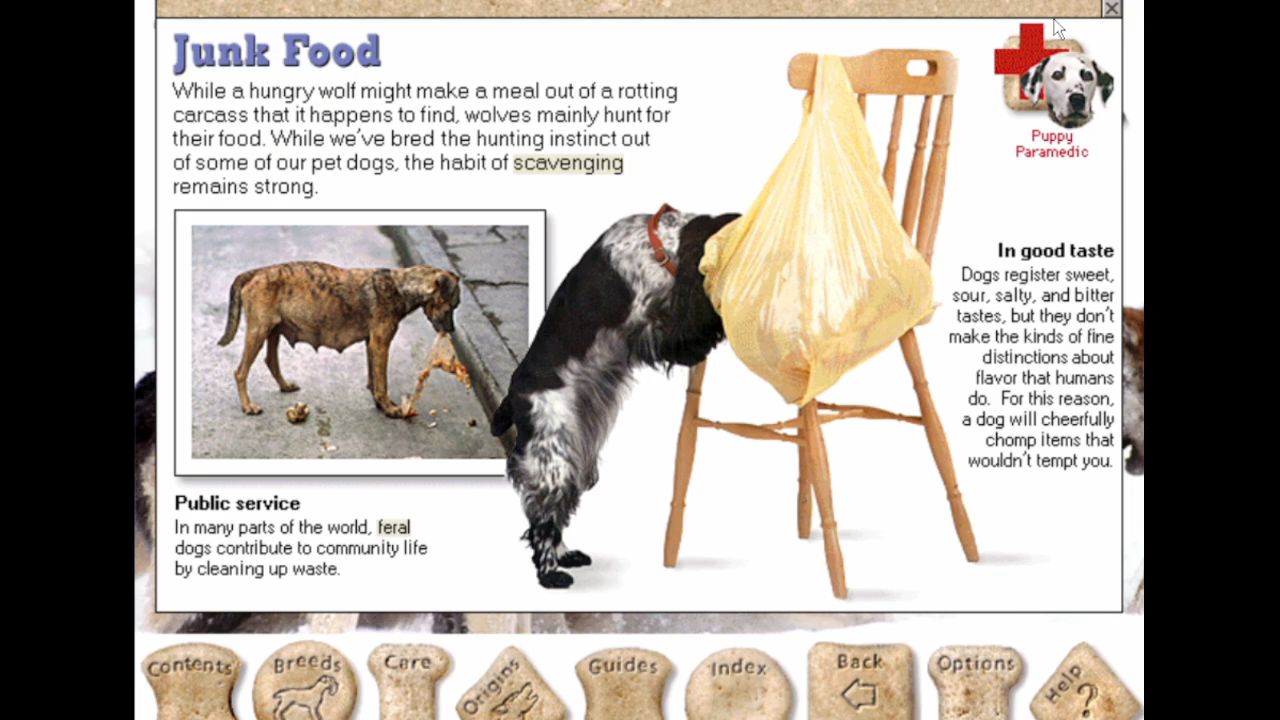 Junk Food
While a hungry wolf might make a meal out of a rotting
carcass that it happens to find, wolves mainly hunt for
their food. While we've bred the hunting instinct out
of some of our pet dogs, the habit of scavenging
remains strong.
Puppy
Paramedic
In good taste
Dogs register sweet,
sour, salty, and bitter
tastes, but they don't
make the kinds of fine
distinctions about
flavor that humans
do. For this reason,
a dog will cheerfully
chomp items that
wouldn't tempt you.
Public service
In many parts of the world, feral
dogs contribute to community life
by cleaning up waste.
Contents
Breeds
Care
Origins
Guides
Index
Back
Options
Help
?